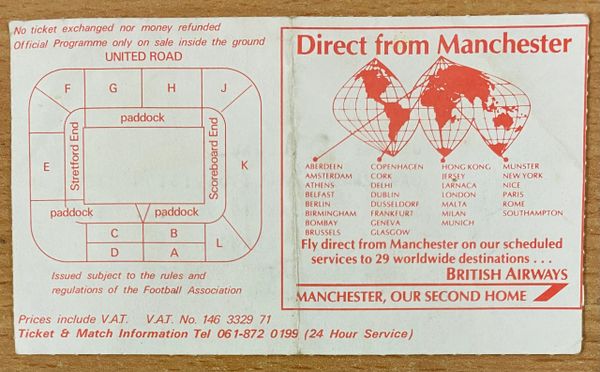 No ticket exchanged nor money refunded
Official Programme only on sale inside the ground
UNITED ROAD
F
G
H
J
paddock
Stretford End
Scoreboard End
E
K
paddock
paddock
C
B
D
A
L
Issued subject to the rules and
regulations of the Football Association
Prices include V.A.T. V.A.T. No. 146 3329 71
Ticket & Match Information Tel 061-872 0199 (24 Hour Service)
Direct from Manchester
ABERDEEN
AMSTERDAM
ATHENS
BELFAST
BERLIN
BIRMINGHAM
BOMBAY
BRUSSELS
COPENHAGEN
CORK
DELHI
DUBLIN
DUSSELDORF
FRANKFURT
GENEVA
GLASGOW
HONG KONG
JERSEY
LARNACA
LONDON
MALTA
MILAN
MUNICH
MUNSTER
NEW YORK
NICE
PARIS
ROME
SOUTHAMPTON
Fly direct from Manchester on our scheduled
services to 29 worldwide destinations . . .
BRITISH AIRWAYS
MANCHESTER, OUR SECOND HOME